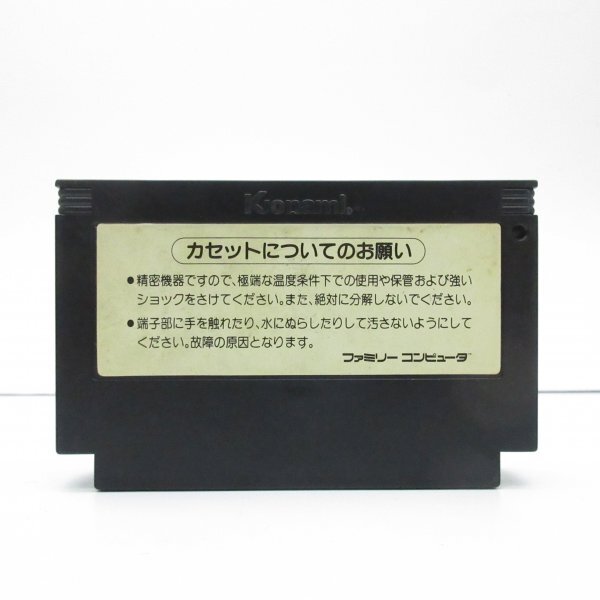 Konami
カセットについてのお願い
●精密機器ですので、極端な温度条件下での使用や保管および強い
ショックをさけてください。また、絶対に分解しないでください。
●端子部に手を触れたり、水にぬらしたりして汚さないようにして
ください。故障の原因となります。
ファミリー コンピュータ™